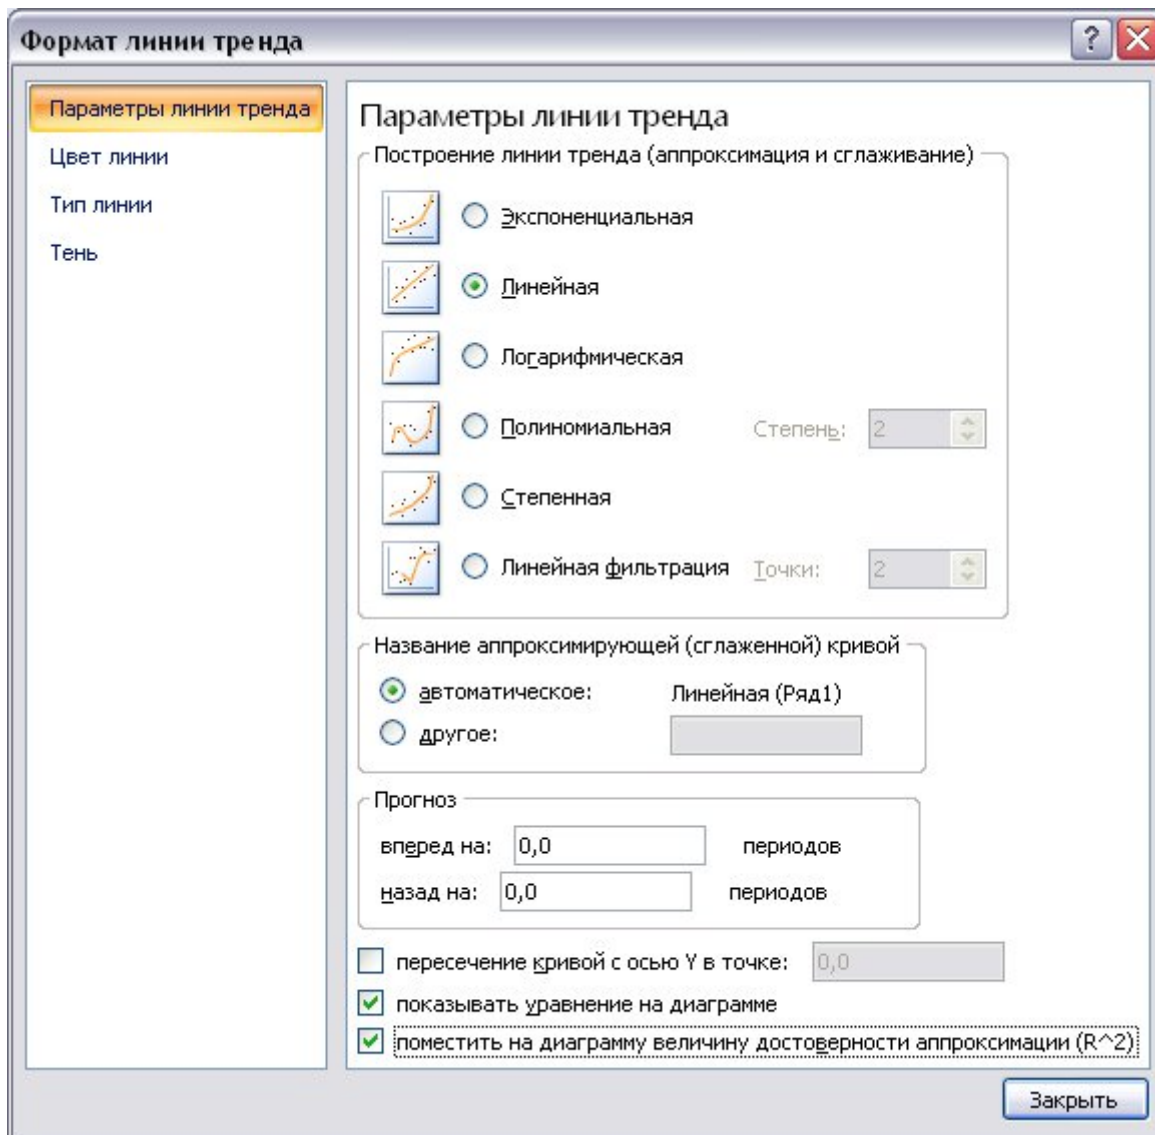 Формат линии тренда
Параметры линии тренда
Цвет линии
Тип линии
Тень
Параметры линии тренда
Построение линии тренда (аппроксимация и сглаживание)
Экспоненциальная
Линейная
Логарифмическая
Полиномиальная Степень: 2
Степенная
Линейная фильтрация Точки: 2
Название аппроксимирующей (сглаженной) кривой
автоматическое: Линейная (Ряд1)
другое:
Прогноз
вперед на: 0,0 периодов
назад на: 0,0 периодов
пересечение кривой с осью Y в точке: 0,0
показывать уравнение на диаграмме
поместить на диаграмму величину достоверности аппроксимации (R^2)
Закрыть